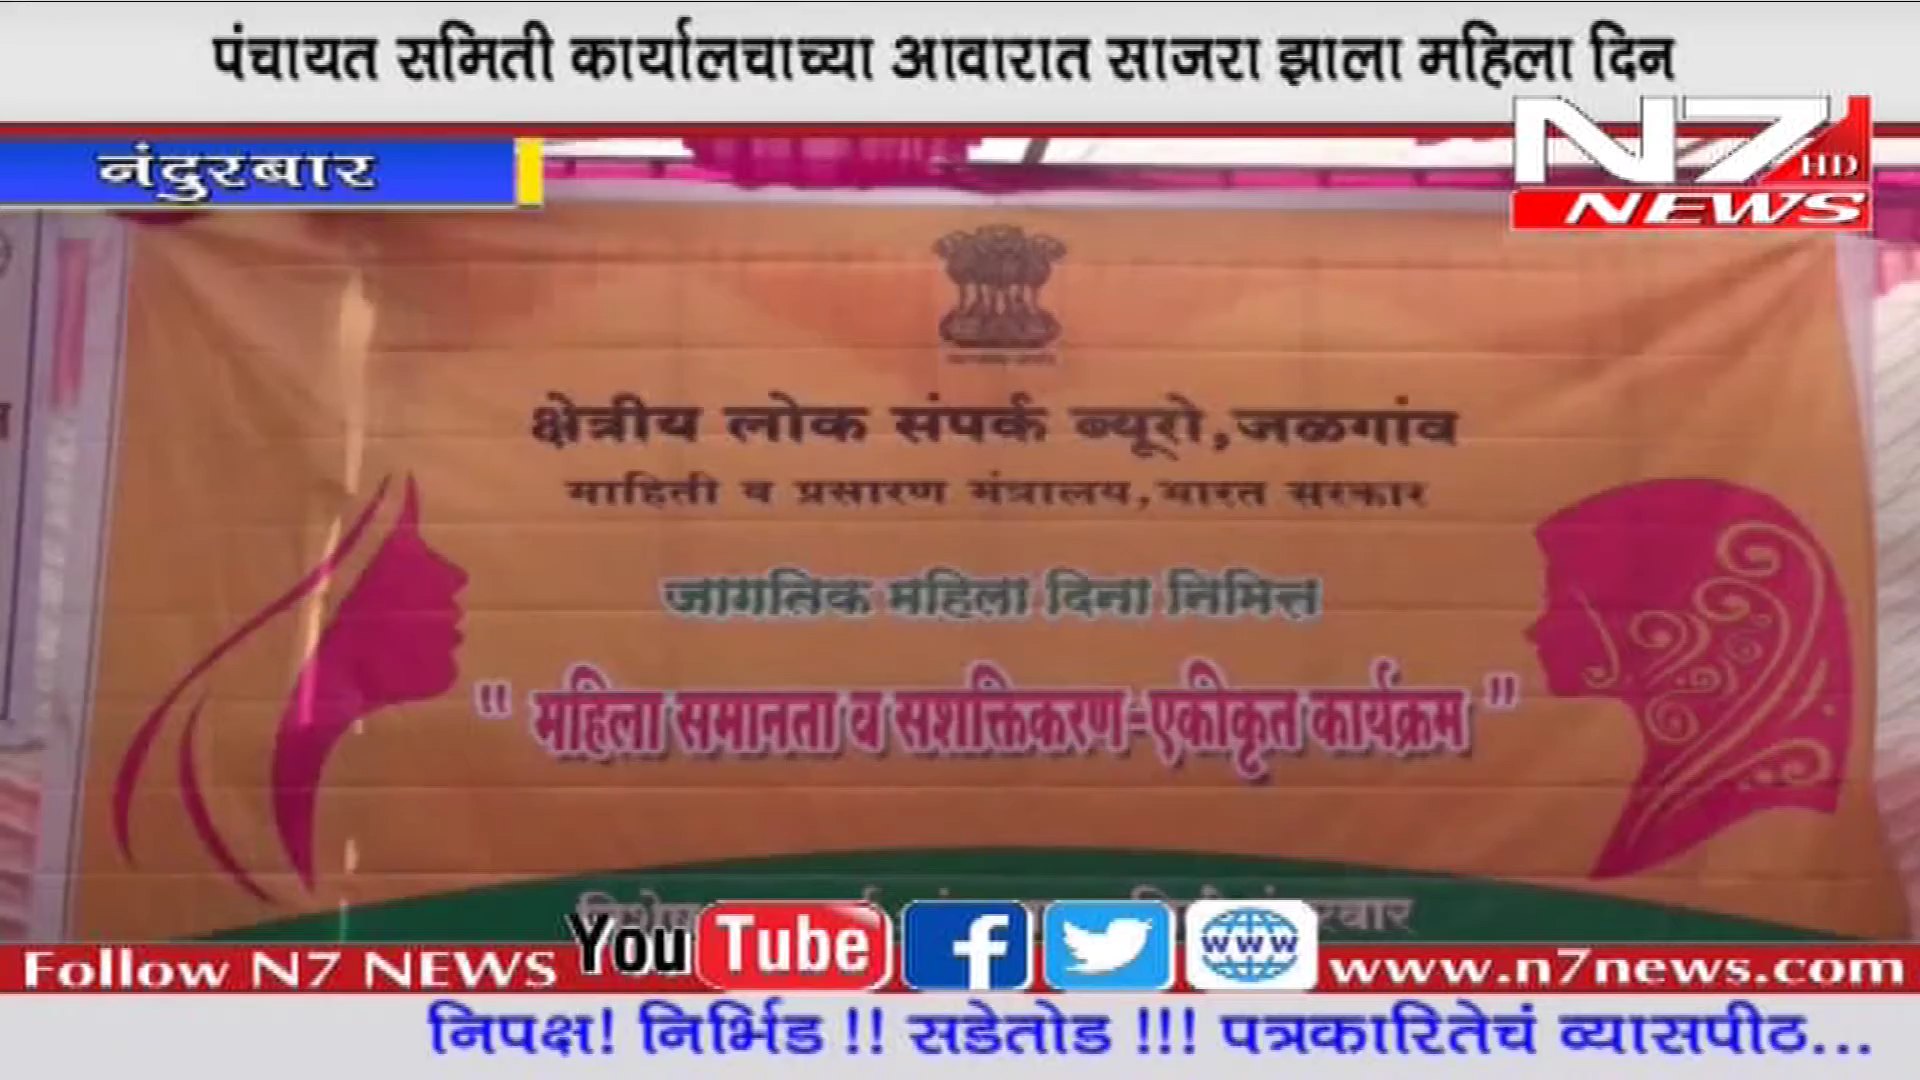 पंचायत समिती कार्यालचाच्या आवारात साजरा झाला महिला दिन
N7 HD
NEWS
नंदुरबार
क्षेत्रीय लोक संपर्क ब्यूरो,जळगांव
माहिती व प्रसारण मंत्रालय,भारत सरकार
जागतिक महिला दिना निमित्त
" महिला समानता व सशक्तिकरण-एकीकृत कार्यक्रम "
Follow N7 NEWS YouTube f www www.n7news.com
निपक्ष! निर्भिड !! सडेतोड !!! पत्रकारितेचं व्यासपीठ...